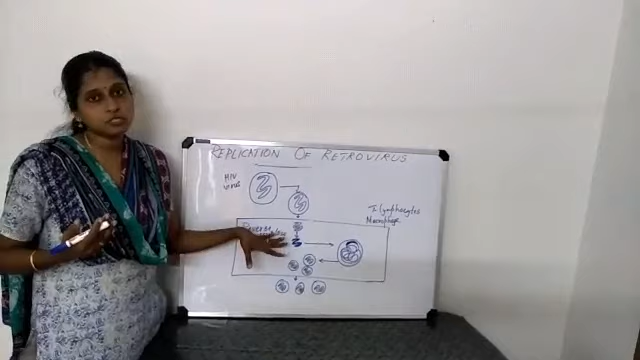 REPLICATION OF RETROVIRUS
HIV
virus
T. Lymphocytes
Macrophage
Reverse